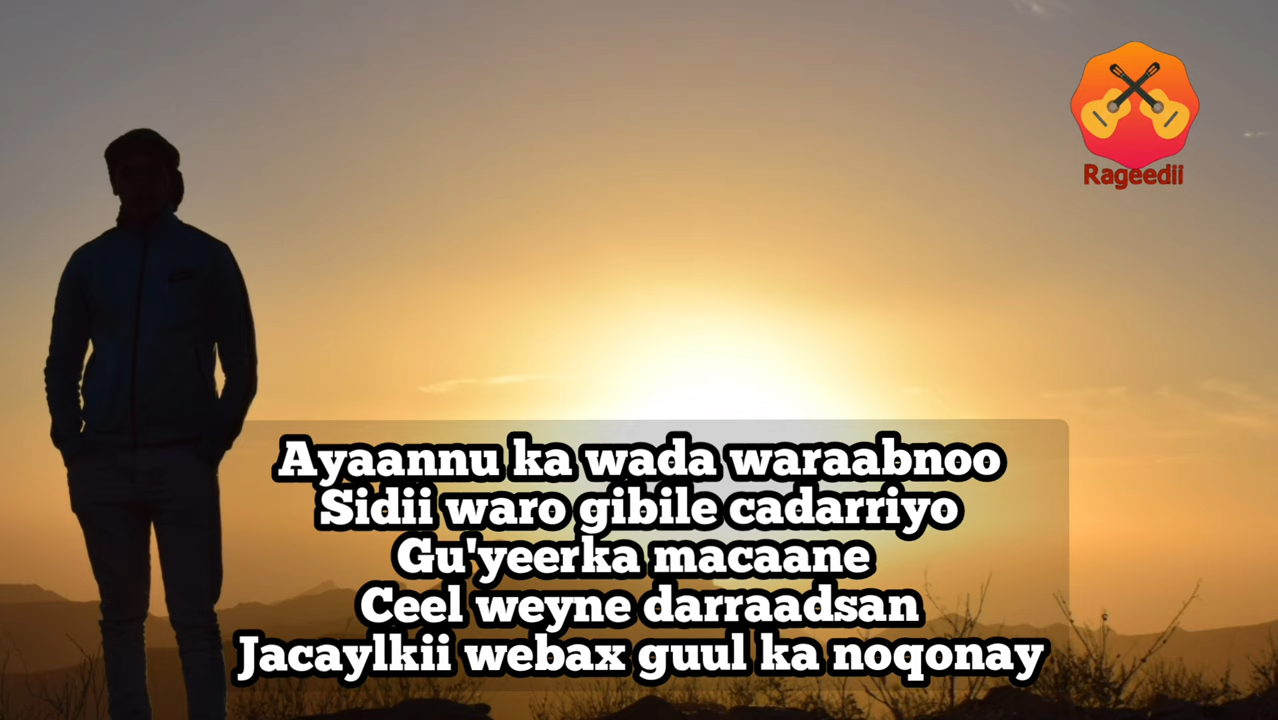 Rageedii
Ayaannu ka wada waraabnoo
Sidii waro gibile cadarriyo
Gu'yeerka macaane
Ceel weyne darraadsan
Jacaylkii webax guul ka noqonay